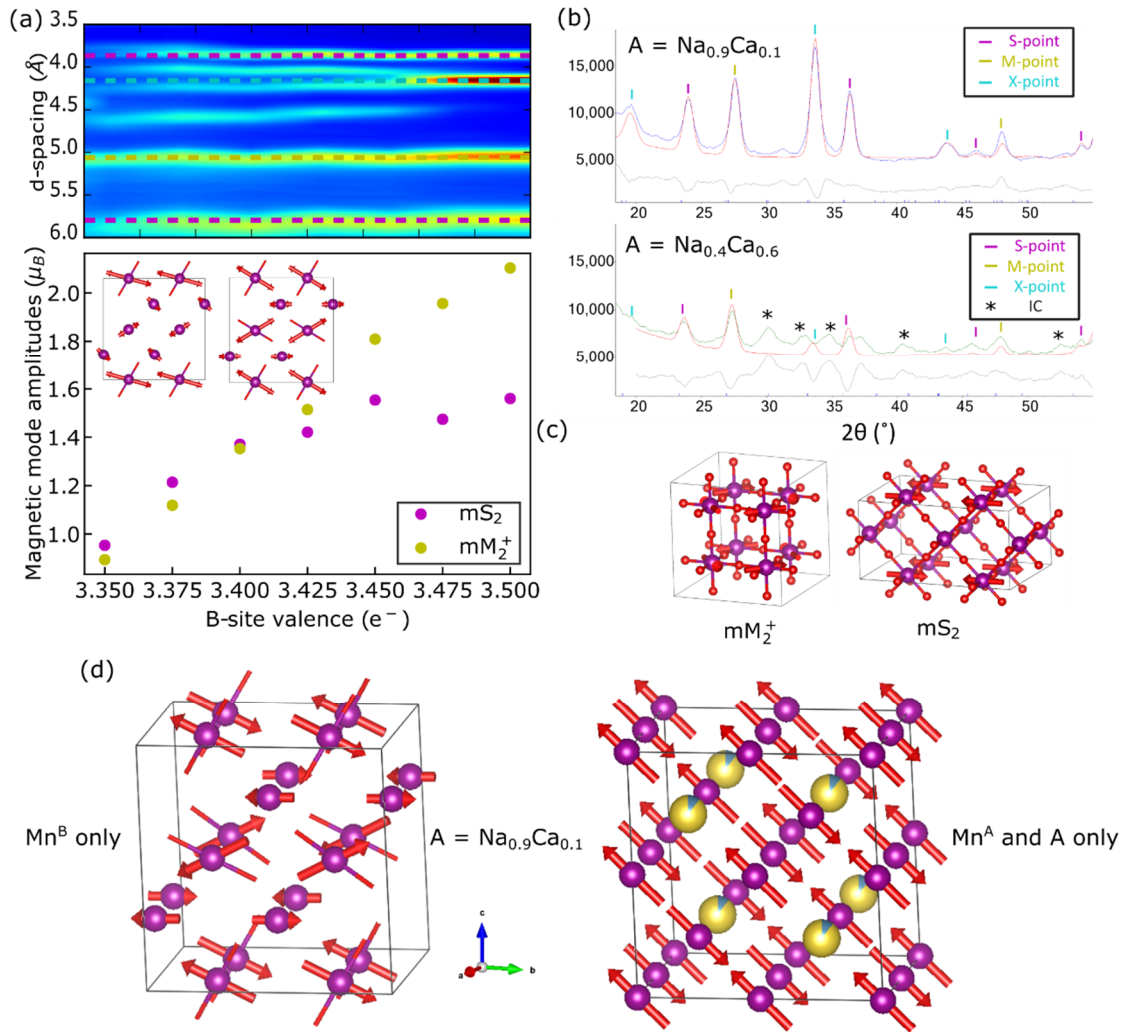 (a)
3.5
4.0
4.5
5.0
5.5
6.0
d-spacing (Å)
2.0
1.8
1.6
1.4
1.2
1.0
Magnetic mode amplitudes (μB)
mS2
mM2+
3.350 3.375 3.400 3.425 3.450 3.475 3.500
B-site valence (e−)
(b)
A = Na0.9Ca0.1
S-point
M-point
X-point
15,000
10,000
5,000
20 25 30 35 40 45 50
A = Na0.4Ca0.6
S-point
M-point
X-point
* IC
15,000
10,000
5,000
* * * * *
20 25 30 35 40 45 50
2θ (°)
(c)
mM2+ mS2
(d)
MnB only
A = Na0.9Ca0.1
MnA and A only
c
a
b